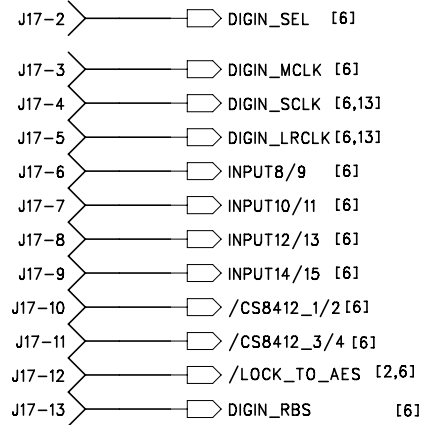 J17-2 DIGIN_SEL [6]
J17-3 DIGIN_MCLK [6]
J17-4 DIGIN_SCLK [6,13]
J17-5 DIGIN_LRCLK [6,13]
J17-6 INPUT8/9 [6]
J17-7 INPUT10/11 [6]
J17-8 INPUT12/13 [6]
J17-9 INPUT14/15 [6]
J17-10 /CS8412_1/2 [6]
J17-11 /CS8412_3/4 [6]
J17-12 /LOCK_TO_AES [2,6]
J17-13 DIGIN_RBS [6]